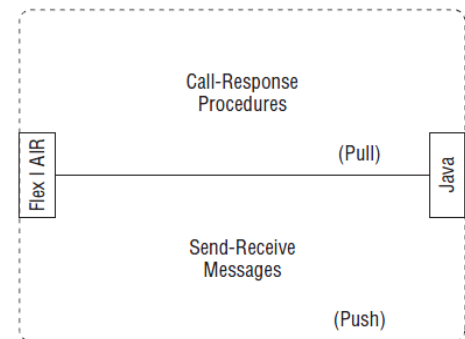 Call-Response
Procedures
(Pull)
Flex | AIR
Java
Send-Receive
Messages
(Push)